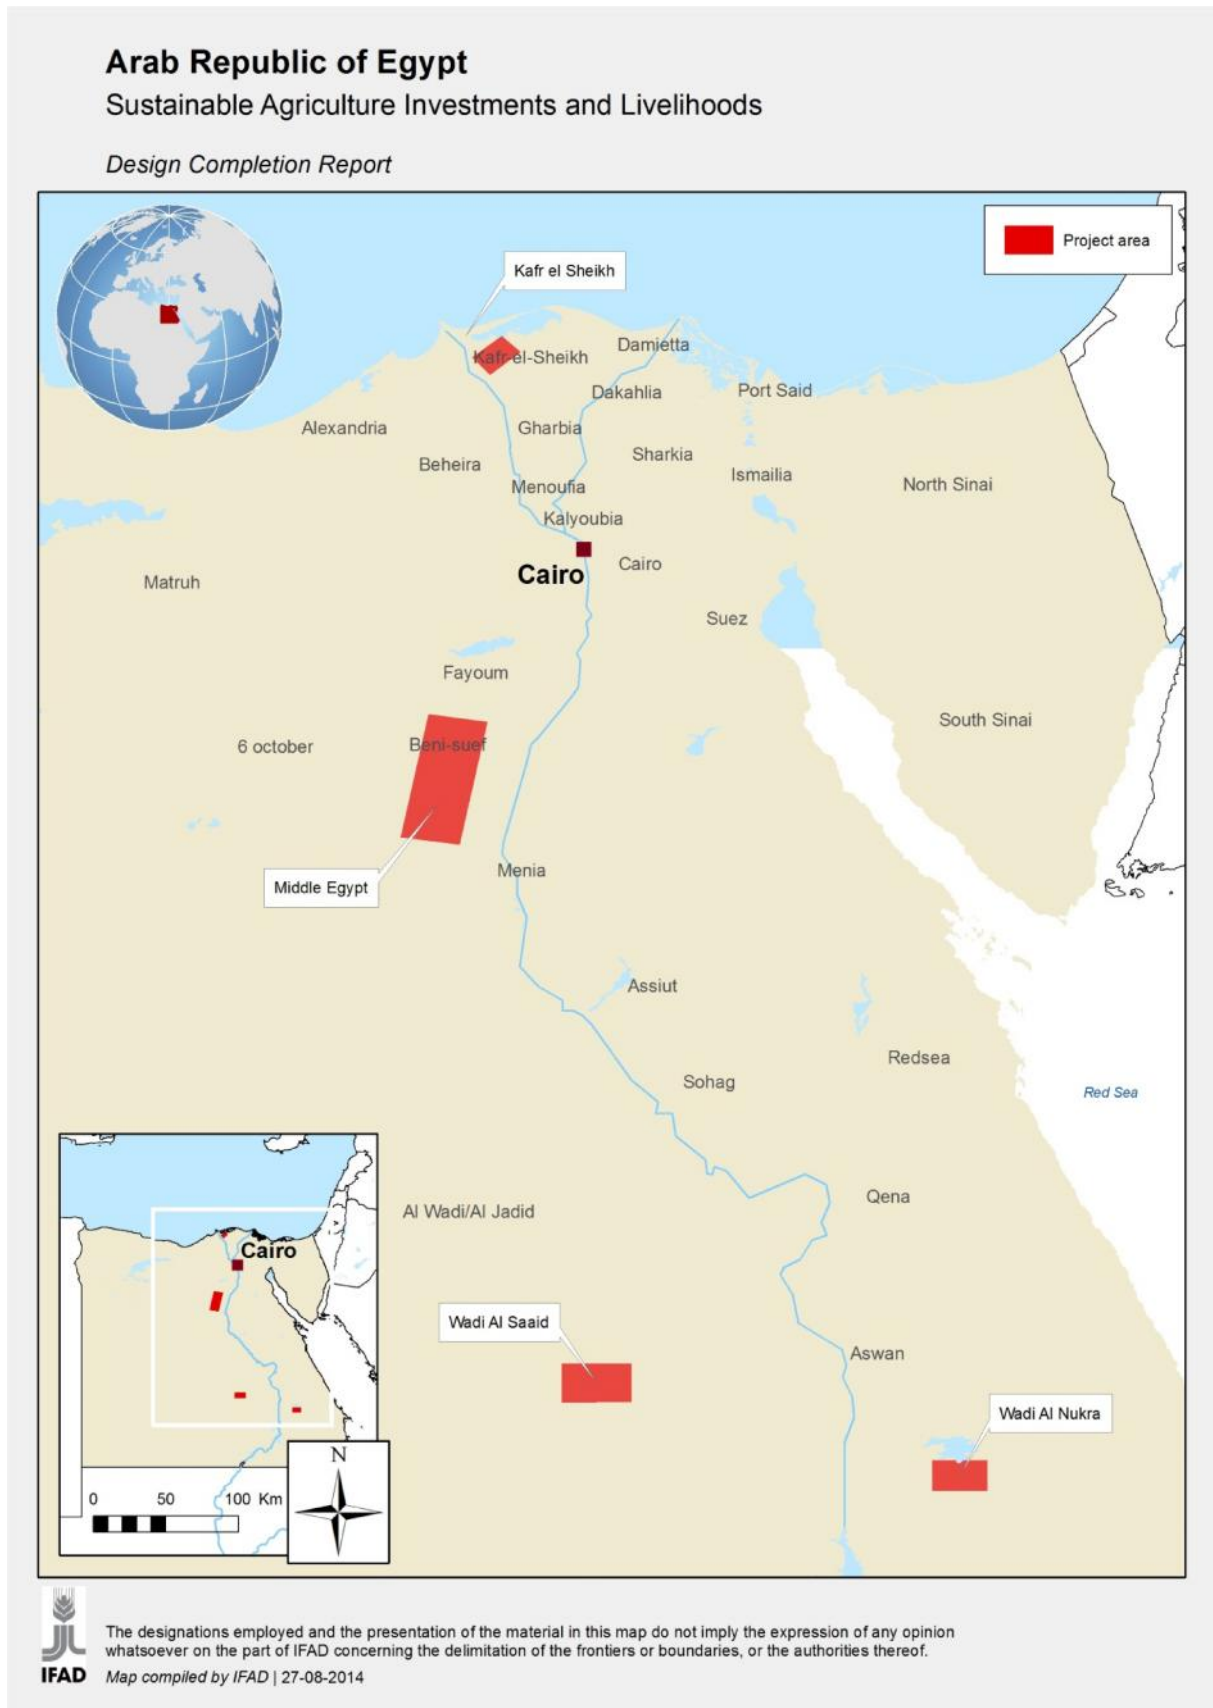 Arab Republic of Egypt
Sustainable Agriculture Investments and Livelihoods
Design Completion Report
Project area
Kafr el Sheikh
Kafr-el-Sheikh
Damietta
Dakahlia
Port Said
Alexandria
Gharbia
Beheira
Sharkia
Ismailia
North Sinai
Menoufia
Kalyoubia
Cairo
Cairo
Matruh
Suez
Fayoum
South Sinai
6 october
Beni-suef
Menia
Middle Egypt
Assiut
Redsea
Sohag
Red Sea
Qena
Al Wadi/Al Jadid
Cairo
Wadi Al Saaid
Aswan
Wadi Al Nukra
N
0 50 100 Km
The designations employed and the presentation of the material in this map do not imply the expression of any opinion
whatsoever on the part of IFAD concerning the delimitation of the frontiers or boundaries, or the authorities thereof.
IFAD
Map compiled by IFAD | 27-08-2014